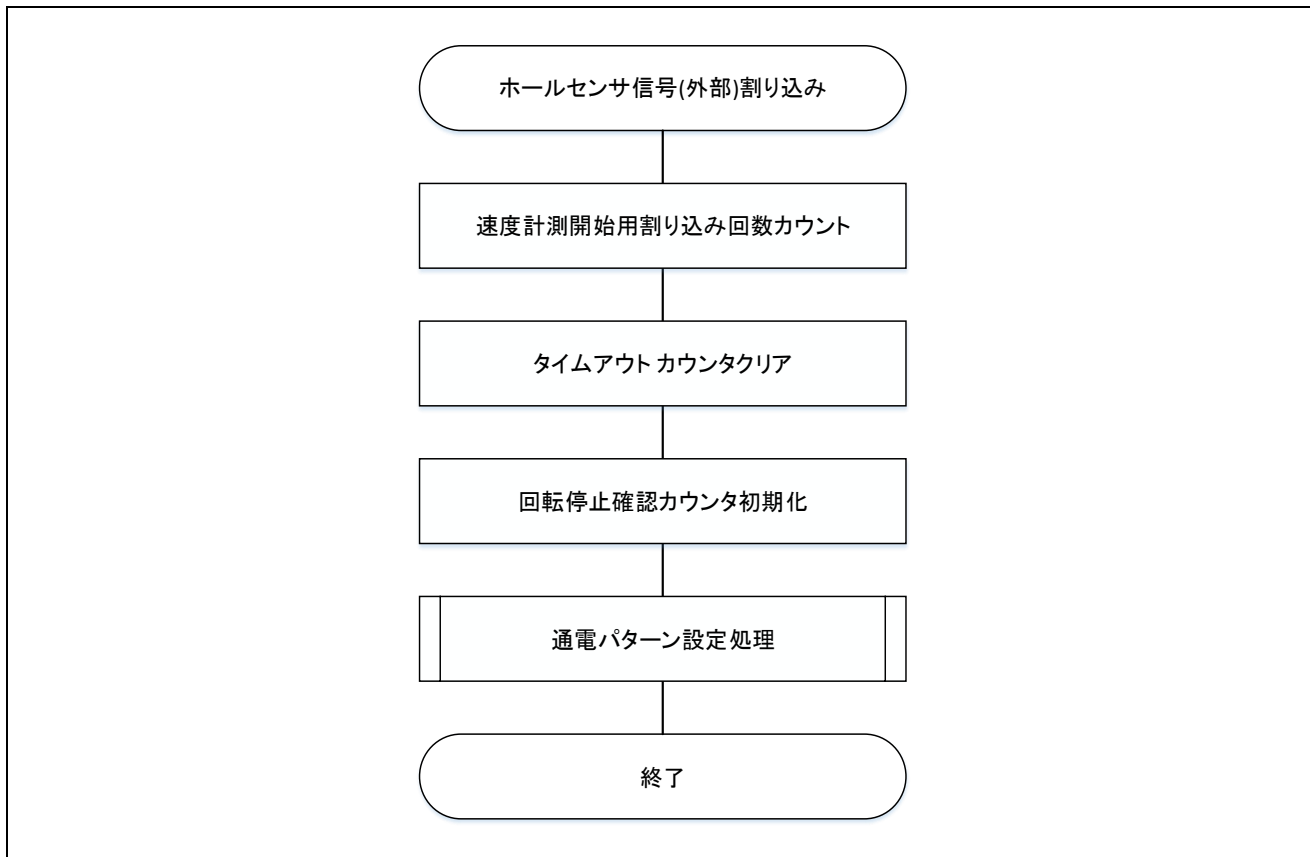 ホールセンサ信号(外部)割り込み
速度計測開始用割り込み回数カウント
タイムアウト カウンタクリア
回転停止確認カウンタ初期化
通電パターン設定処理
終了